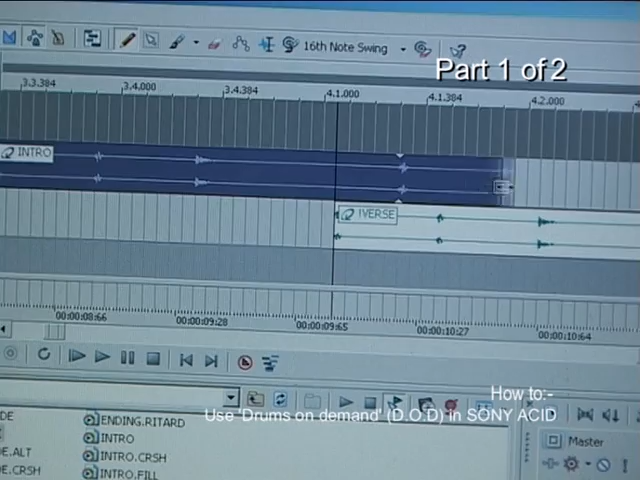 16th Note Swing
Part 1 of 2
3.3.384 3.4.000 3.4.384 4.1.000 4.1.384 4.2.000
INTRO
!VERSE
00:00:08:66 00:00:09:28 00:00:09:65 00:00:10:27 00:00:10:64
How to:-
Use 'Drums on demand' (D.O.D) in SONY ACID
DE ENDING.RITARD
INTRO
E.ALT INTRO.CRSH
E.CRSH INTRO.FILL
Master